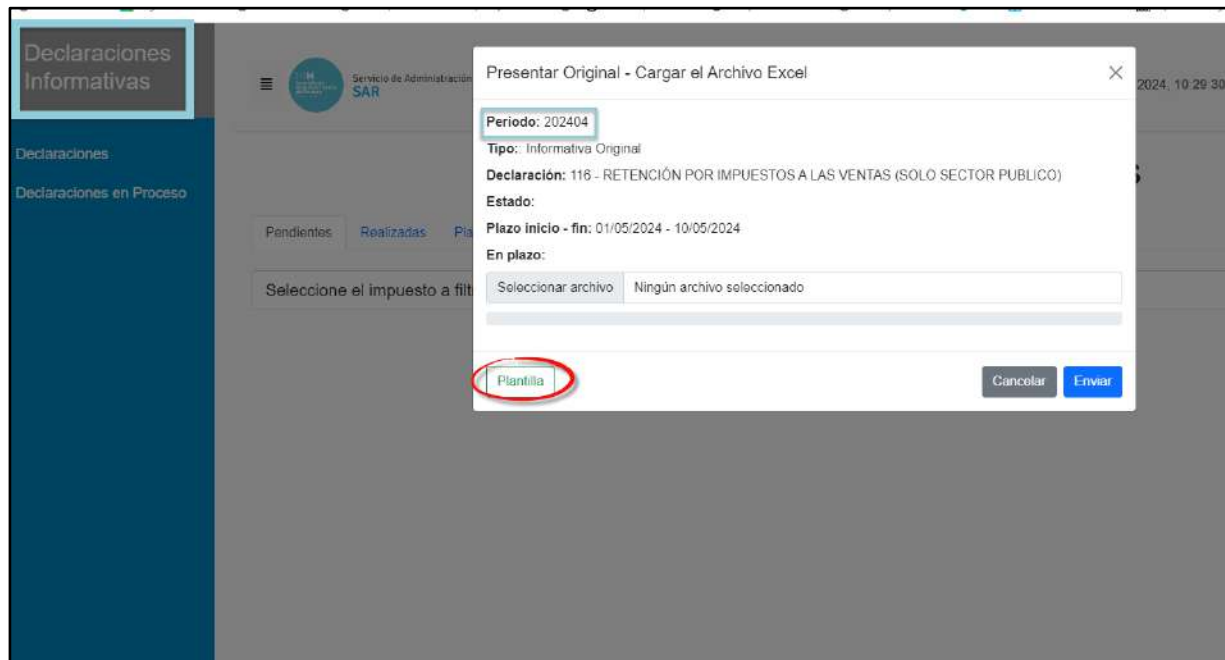 Declaraciones
Informativas
Declaraciones
Declaraciones en Proceso
Servicio de Administración
SAR
2024, 10:29:30
Pendientes Realizadas Pla
Seleccione el impuesto a filt
Presentar Original - Cargar el Archivo Excel
Periodo: 202404
Tipo:: Informativa Original
Declaración: 116 - RETENCIÓN POR IMPUESTOS A LAS VENTAS (SOLO SECTOR PUBLICO)
Estado:
Plazo inicio - fin: 01/05/2024 - 10/05/2024
En plazo:
Seleccionar archivo Ningún archivo seleccionado
Plantilla Cancelar Enviar